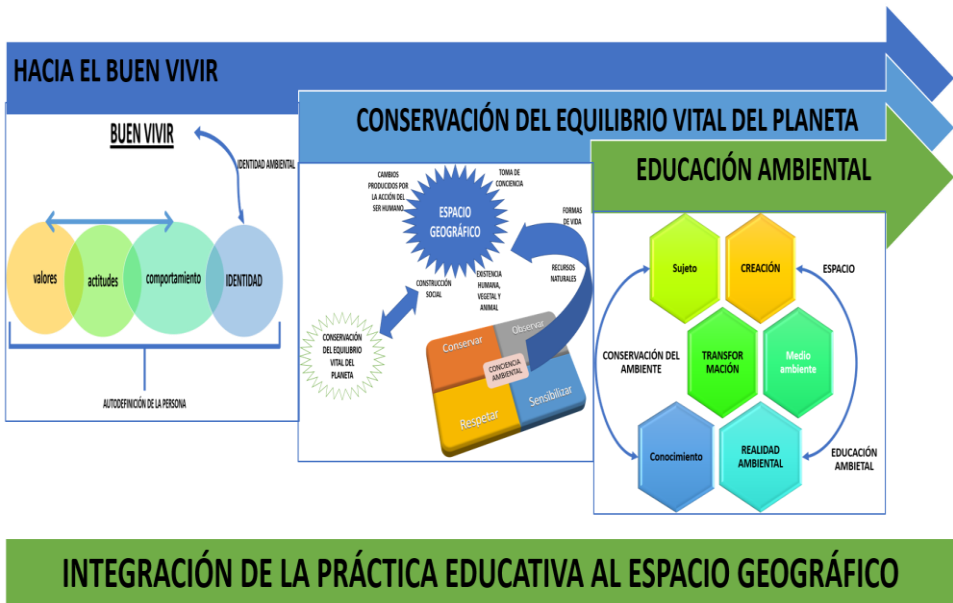 HACIA EL BUEN VIVIR
CONSERVACIÓN DEL EQUILIBRIO VITAL DEL PLANETA
EDUCACIÓN AMBIENTAL
BUEN VIVIR
IDENTIDAD AMBIENTAL
valores
actitudes
comportamiento
IDENTIDAD
AUTODEFINICIÓN DE LA PERSONA
CAMBIOS
PRODUCIDOS POR
LA ACCIÓN DEL
SER HUMANO
TOMA DE
CONCIENCIA
ESPACIO
GEOGRÁFICO
FORMAS
DE VIDA
RECURSOS
NATURALES
CONSTRUCCIÓN
SOCIAL
EXISTENCIA
HUMANA,
VEGETAL Y
ANIMAL
CONSERVACIÓN
DEL EQUILIBRIO
VITAL DEL
PLANETA
Conservar
Observar
CONCIENCIA
AMBIENTAL
Respetar
Sensibilizar
Sujeto
CREACIÓN
ESPACIO
CONSERVACIÓN DEL
AMBIENTE
TRANSFOR
MACIÓN
Medio
ambiente
Conocimiento
REALIDAD
AMBIENTAL
EDUCACIÓN
AMBIETAL
INTEGRACIÓN DE LA PRÁCTICA EDUCATIVA AL ESPACIO GEOGRÁFICO